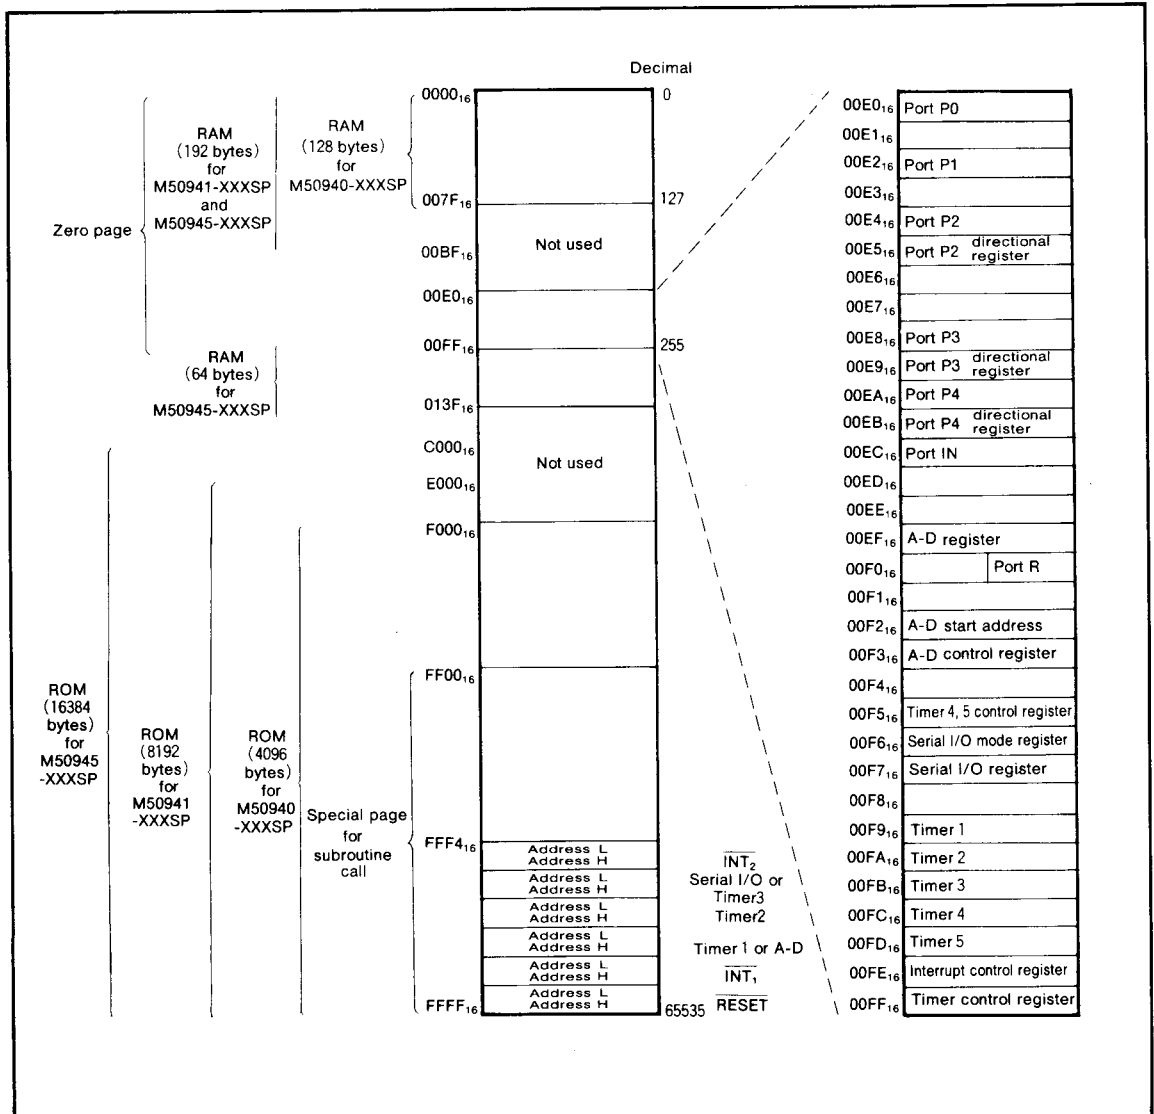 Decimal
Zero page
RAM
(192 bytes)
for
M50941-XXXSP
and
M50945-XXXSP
RAM
(128 bytes)
for
M50940-XXXSP
RAM
(64 bytes)
for
M50945-XXXSP
ROM
(16384
bytes)
for
M50945
-XXXSP
ROM
(8192
bytes)
for
M50941
-XXXSP
ROM
(4096
bytes)
for
M50940
-XXXSP
Special page
for
subroutine
call
0000₁₆
007F₁₆
00BF₁₆
00E0₁₆
00FF₁₆
013F₁₆
C000₁₆
E000₁₆
F000₁₆
FF00₁₆
FFF4₁₆
FFFF₁₆
Not used
Not used
Address L
Address H
Address L
Address H
Address L
Address H
Address L
Address H
Address L
Address H
Address L
Address H
0
127
255
65535
INT₂
Serial I/O or
Timer3
Timer2
Timer 1 or A-D
INT₁
RESET
00E0₁₆ Port P0
00E1₁₆
00E2₁₆ Port P1
00E3₁₆
00E4₁₆ Port P2
00E5₁₆ Port P2 directional register
00E6₁₆
00E7₁₆
00E8₁₆ Port P3
00E9₁₆ Port P3 directional register
00EA₁₆ Port P4
00EB₁₆ Port P4 directional register
00EC₁₆ Port IN
00ED₁₆
00EE₁₆
00EF₁₆ A-D register
00F0₁₆ Port R
00F1₁₆
00F2₁₆ A-D start address
00F3₁₆ A-D control register
00F4₁₆
00F5₁₆ Timer 4, 5 control register
00F6₁₆ Serial I/O mode register
00F7₁₆ Serial I/O register
00F8₁₆
00F9₁₆ Timer 1
00FA₁₆ Timer 2
00FB₁₆ Timer 3
00FC₁₆ Timer 4
00FD₁₆ Timer 5
00FE₁₆ Interrupt control register
00FF₁₆ Timer control register